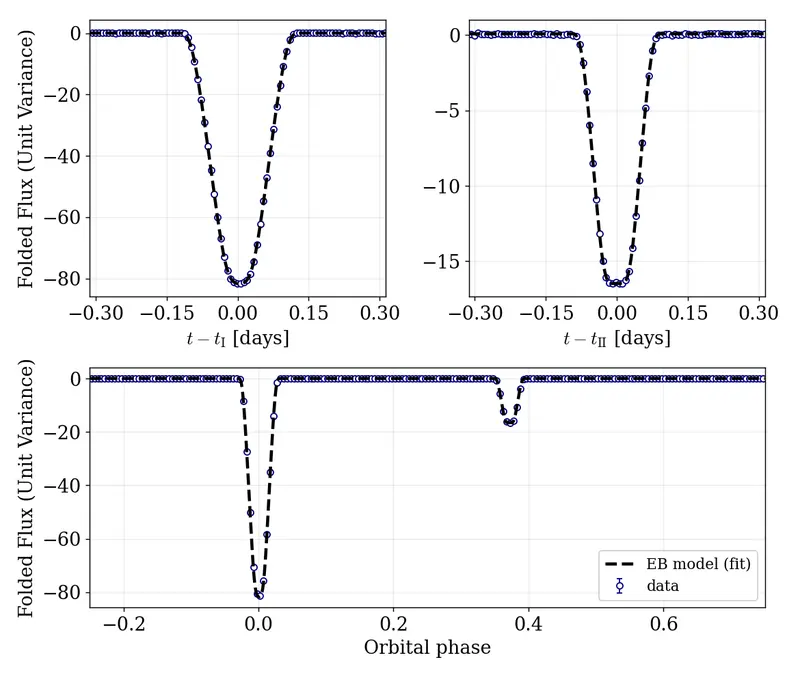 Folded Flux (Unit Variance)
0
−20
−40
−60
−80
−0.30 −0.15 0.00 0.15 0.30
t − tI [days]
0
−5
−10
−15
−0.30 −0.15 0.00 0.15 0.30
t − tII [days]
Folded Flux (Unit Variance)
0
−20
−40
−60
−80
−0.2 0.0 0.2 0.4 0.6
Orbital phase
EB model (fit)
data